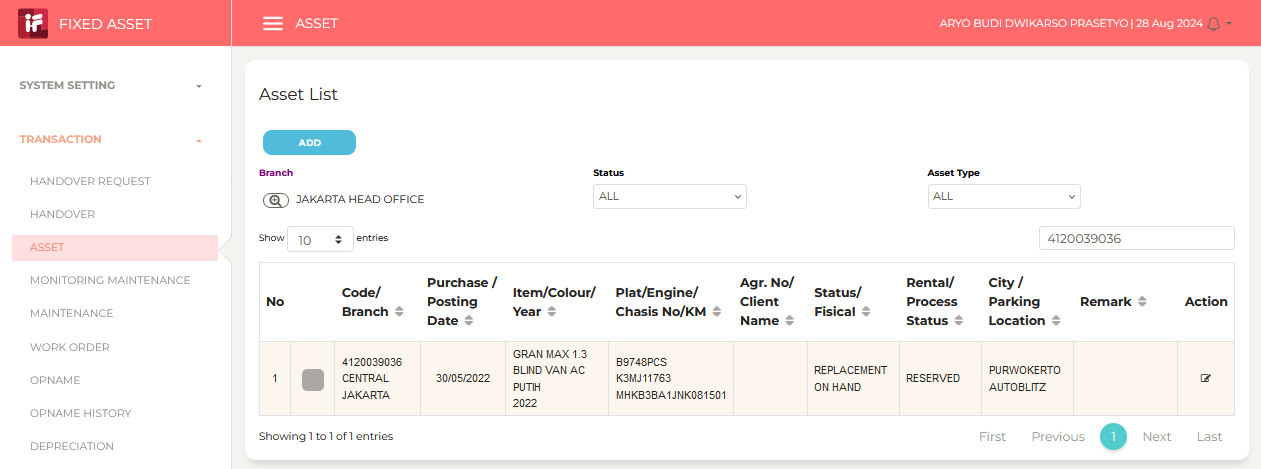 iF FIXED ASSET
ASSET
ARYO BUDI DWIKARSO PRASETYO | 28 Aug 2024
SYSTEM SETTING
TRANSACTION
HANDOVER REQUEST
HANDOVER
ASSET
MONITORING MAINTENANCE
MAINTENANCE
WORK ORDER
OPNAME
OPNAME HISTORY
DEPRECIATION
Asset List
ADD
Branch
JAKARTA HEAD OFFICE
Status
ALL
Asset Type
ALL
Show 10 entries
4120039036
No
Code/
Branch
Purchase /
Posting
Date
Item/Colour/
Year
Plat/Engine/
Chasis No/KM
Agr. No/
Client
Name
Status/
Fisical
Rental/
Process
Status
City /
Parking
Location
Remark
Action
1
4120039036
CENTRAL
JAKARTA
30/05/2022
GRAN MAX 1.3
BLIND VAN AC
PUTIH
2022
B9748PCS
K3MJ11763
MHKB3BA1JNK081501
REPLACEMENT
ON HAND
RESERVED
PURWOKERTO
AUTOBLITZ
Showing 1 to 1 of 1 entries
First Previous 1 Next Last